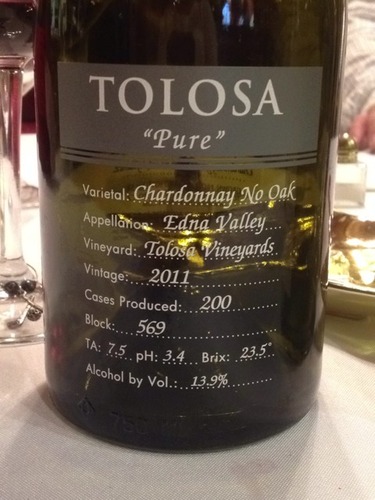 TOLOSA
"Pure"
Varietal: Chardonnay No Oak
Appellation: Edna Valley
Vineyard: Tolosa Vineyards
Vintage: 2011
Cases Produced: 200
Block: 569
TA: 7.5 pH: 3.4 Brix: 23.5°
Alcohol by Vol.: 13.9%